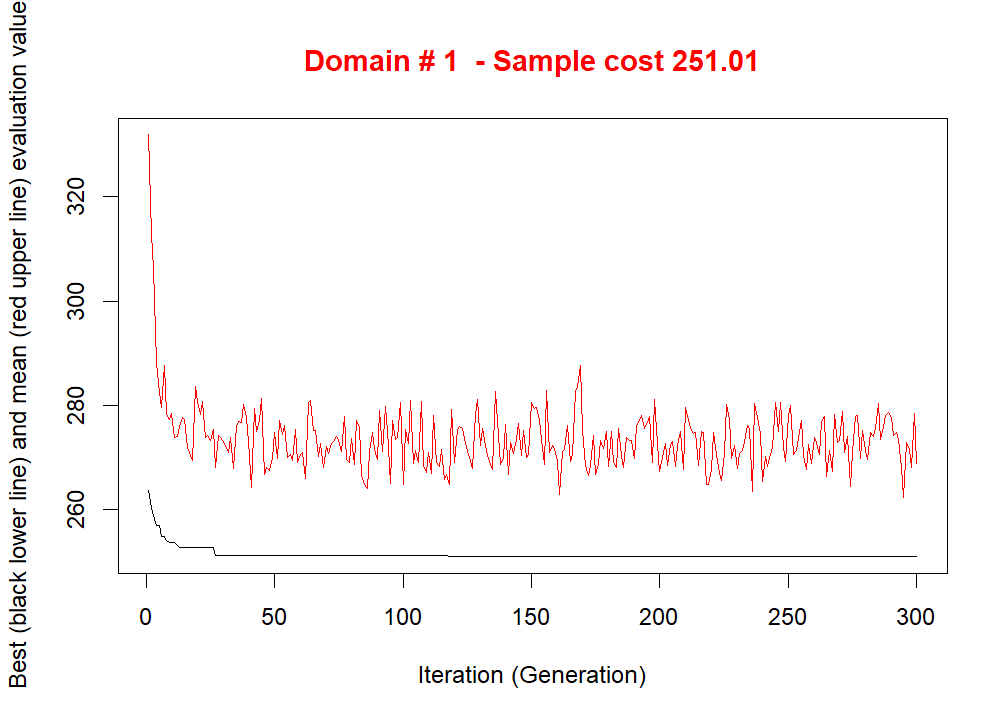 Domain # 1  - Sample cost 251.01
Best (black lower line) and mean (red upper line) evaluation value
320
300
280
260
0 50 100 150 200 250 300
Iteration (Generation)